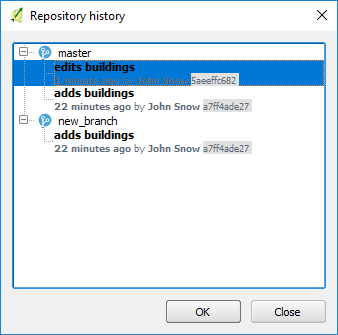 Repository history
master
edits buildings
1 minute ago by John Snow 5aeeffc682
adds buildings
22 minutes ago by John Snow a7ff4ade27
new_branch
adds buildings
22 minutes ago by John Snow a7ff4ade27
OK Close